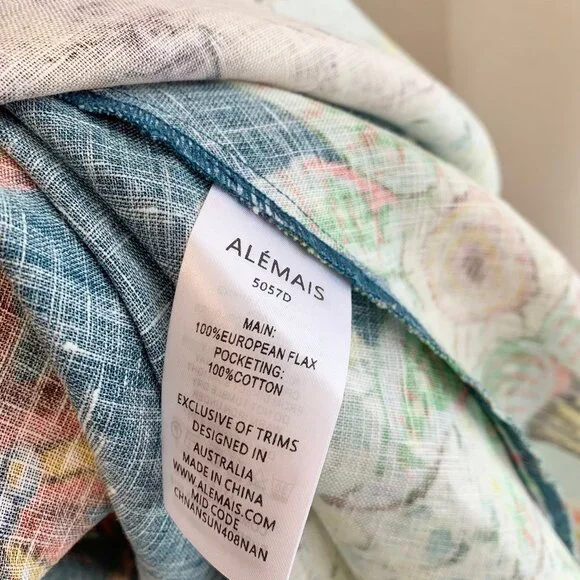 ALÉMAIS
5057D
MAIN:
100%EUROPEAN FLAX
POCKETING:
100%COTTON
EXCLUSIVE OF TRIMS
DESIGNED IN
AUSTRALIA
MADE IN CHINA
WWW.ALEMAIS.COM
MID CODE
CHNANSUN408NAN